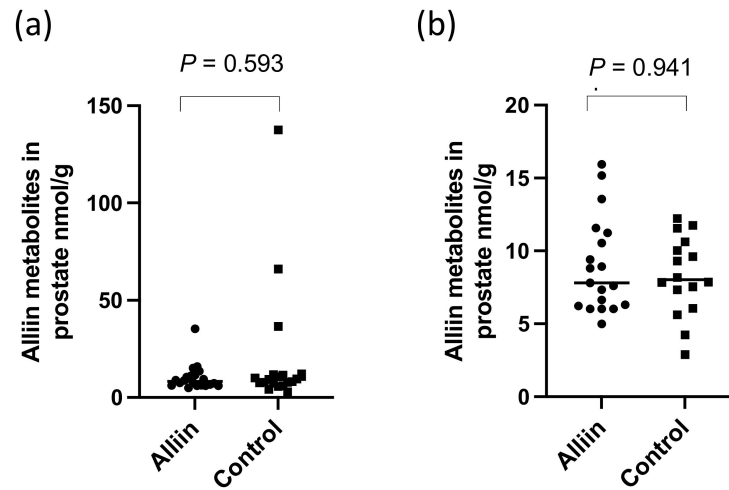 (a)
P = 0.593
150
100
50
0
Alliin metabolites in
prostate nmol/g
Alliin
Control
(b)
P = 0.941
20
15
10
5
0
Alliin metabolites in
prostate nmol/g
Alliin
Control